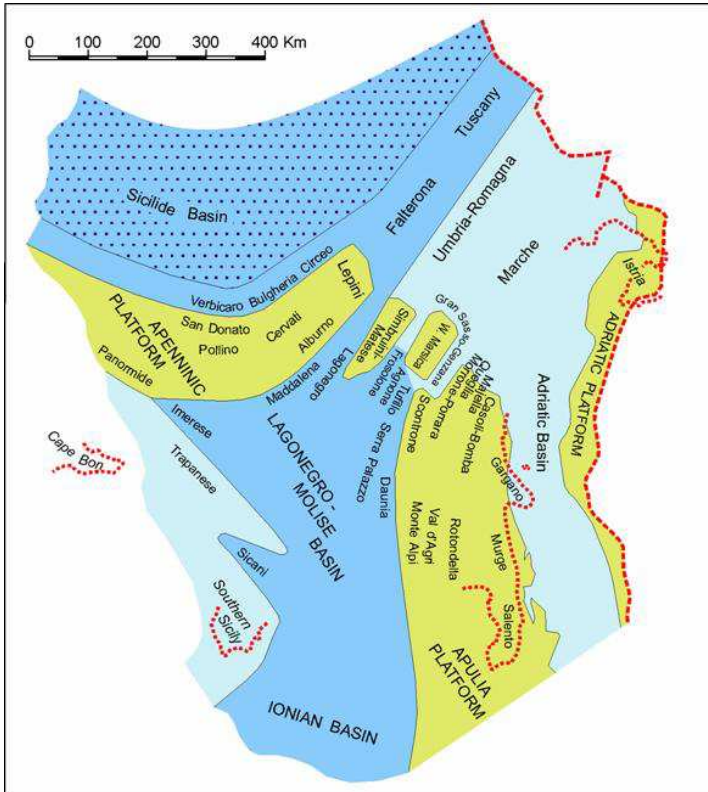 0 100 200 300 400 Km
Tuscany
Falterona
Sicilide Basin
Umbria-Romagna
Marche
Istria
Verbicaro Bulgheria Circeo
Lepini
APENNINIC
PLATFORM
San Donato
Cervati
Pollino
Alburno
Panormide
Simbruini-
Matese
W. Marsica
Gran Sasso-Genzana
ADRIATIC PLATFORM
Adriatic Basin
Maddalena
Lagonegro
Frosolone
Agnone
Tufillo
Serra Palazzo
Daunia
Scontrone
Morrone-Porrara
Queglia
Majella
Casoli-Bomba
Gargano
Imerese
Trapanese
Cape Bon
LAGONEGRO-
MOLISE BASIN
Monte Alpi
Val d'Agri
Rotondella
Murge
Salento
Sicani
Southern
Sicily
APULIA
PLATFORM
IONIAN BASIN